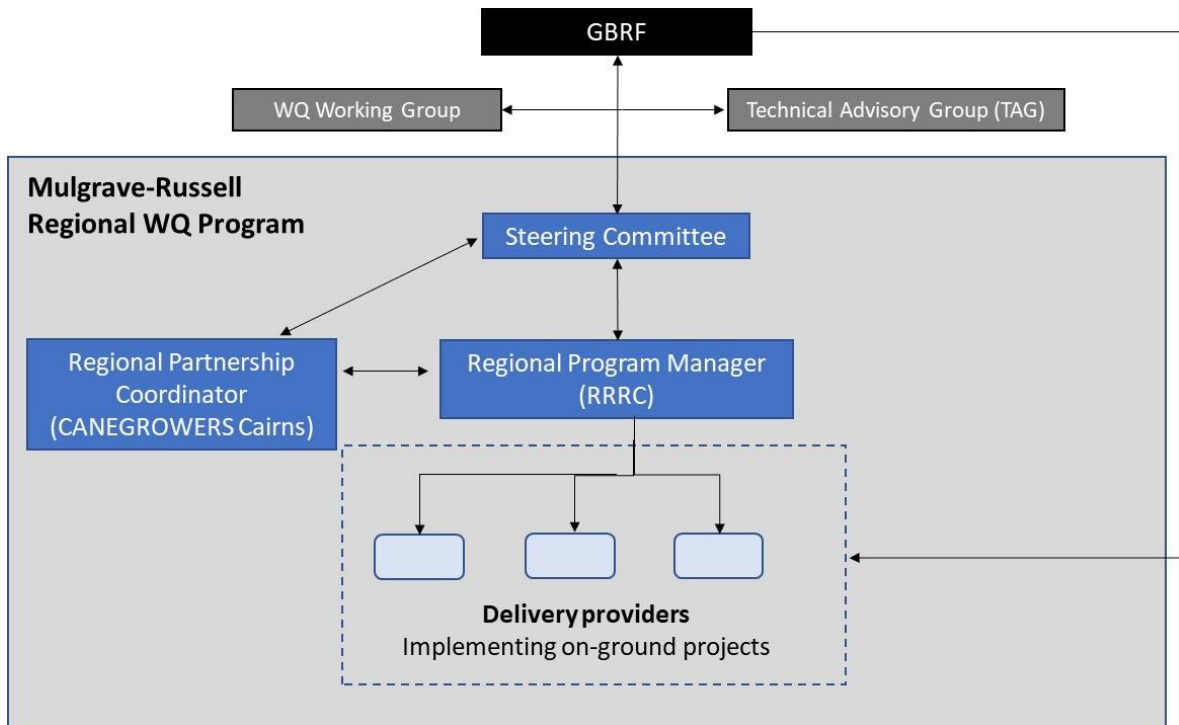 GBRF
WQ Working Group
Technical Advisory Group (TAG)
Mulgrave-Russell
Regional WQ Program
Steering Committee
Regional Partnership
Coordinator
(CANEGROWERS Cairns)
Regional Program Manager
(RRRC)
Delivery providers
Implementing on-ground projects